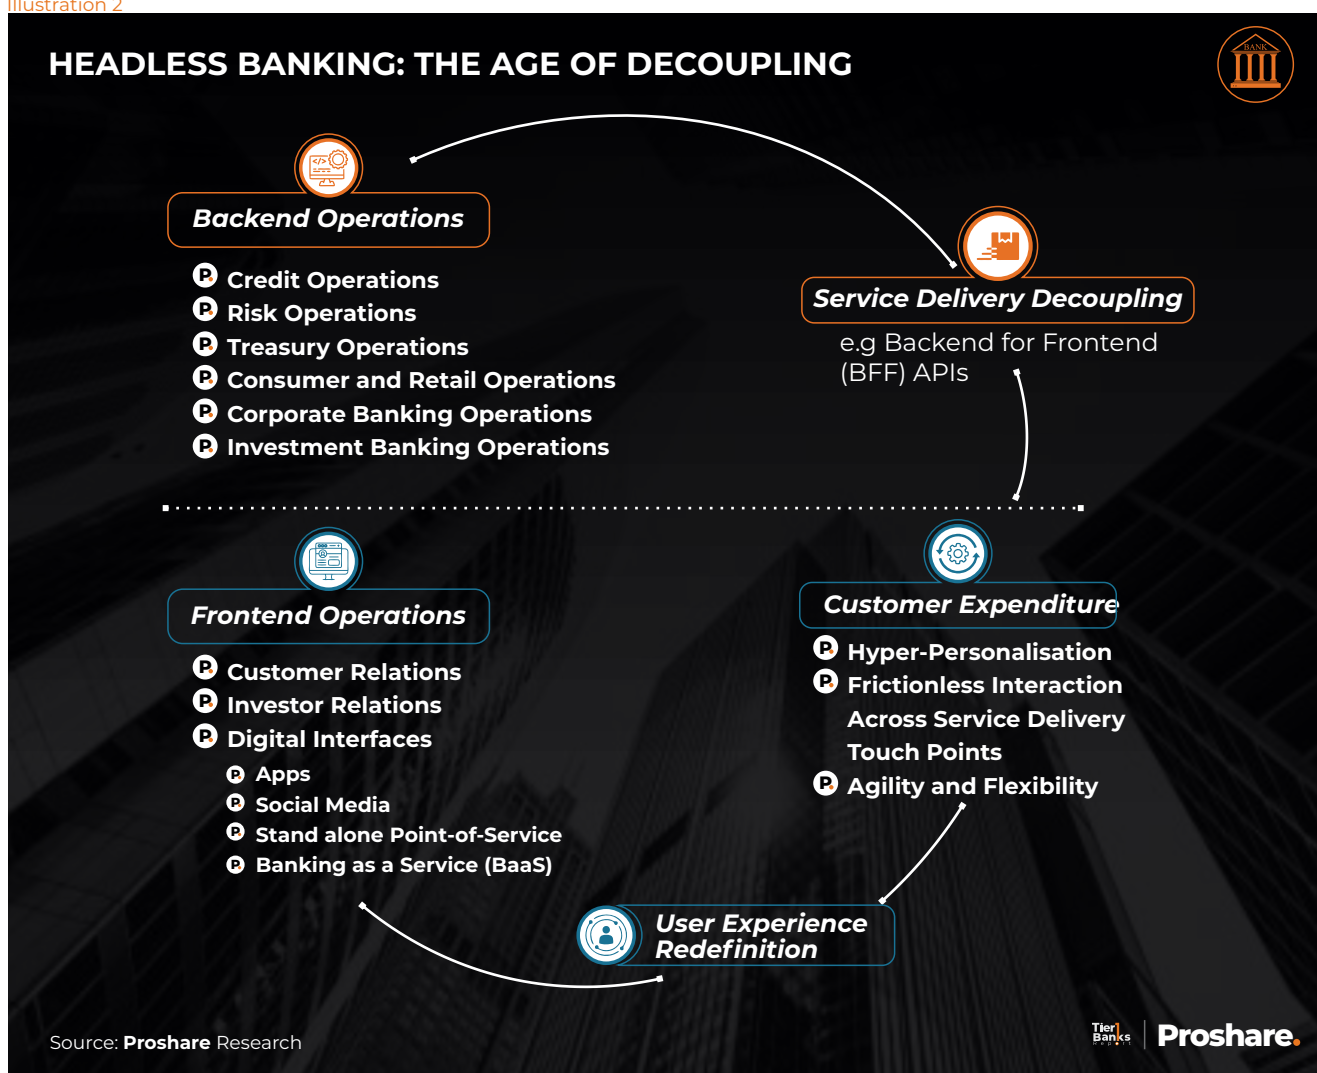 Illustration 2
HEADLESS BANKING: THE AGE OF DECOUPLING
BANK
Backend Operations
Credit Operations
Risk Operations
Treasury Operations
Consumer and Retail Operations
Corporate Banking Operations
Investment Banking Operations
Service Delivery Decoupling
e.g Backend for Frontend
(BFF) APIs
Frontend Operations
Customer Relations
Investor Relations
Digital Interfaces
Apps
Social Media
Stand alone Point-of-Service
Banking as a Service (BaaS)
Customer Expenditure
Hyper-Personalisation
Frictionless Interaction
Across Service Delivery
Touch Points
Agility and Flexibility
User Experience
Redefinition
Source: Proshare Research
Tier1
Banks
Report
Proshare.